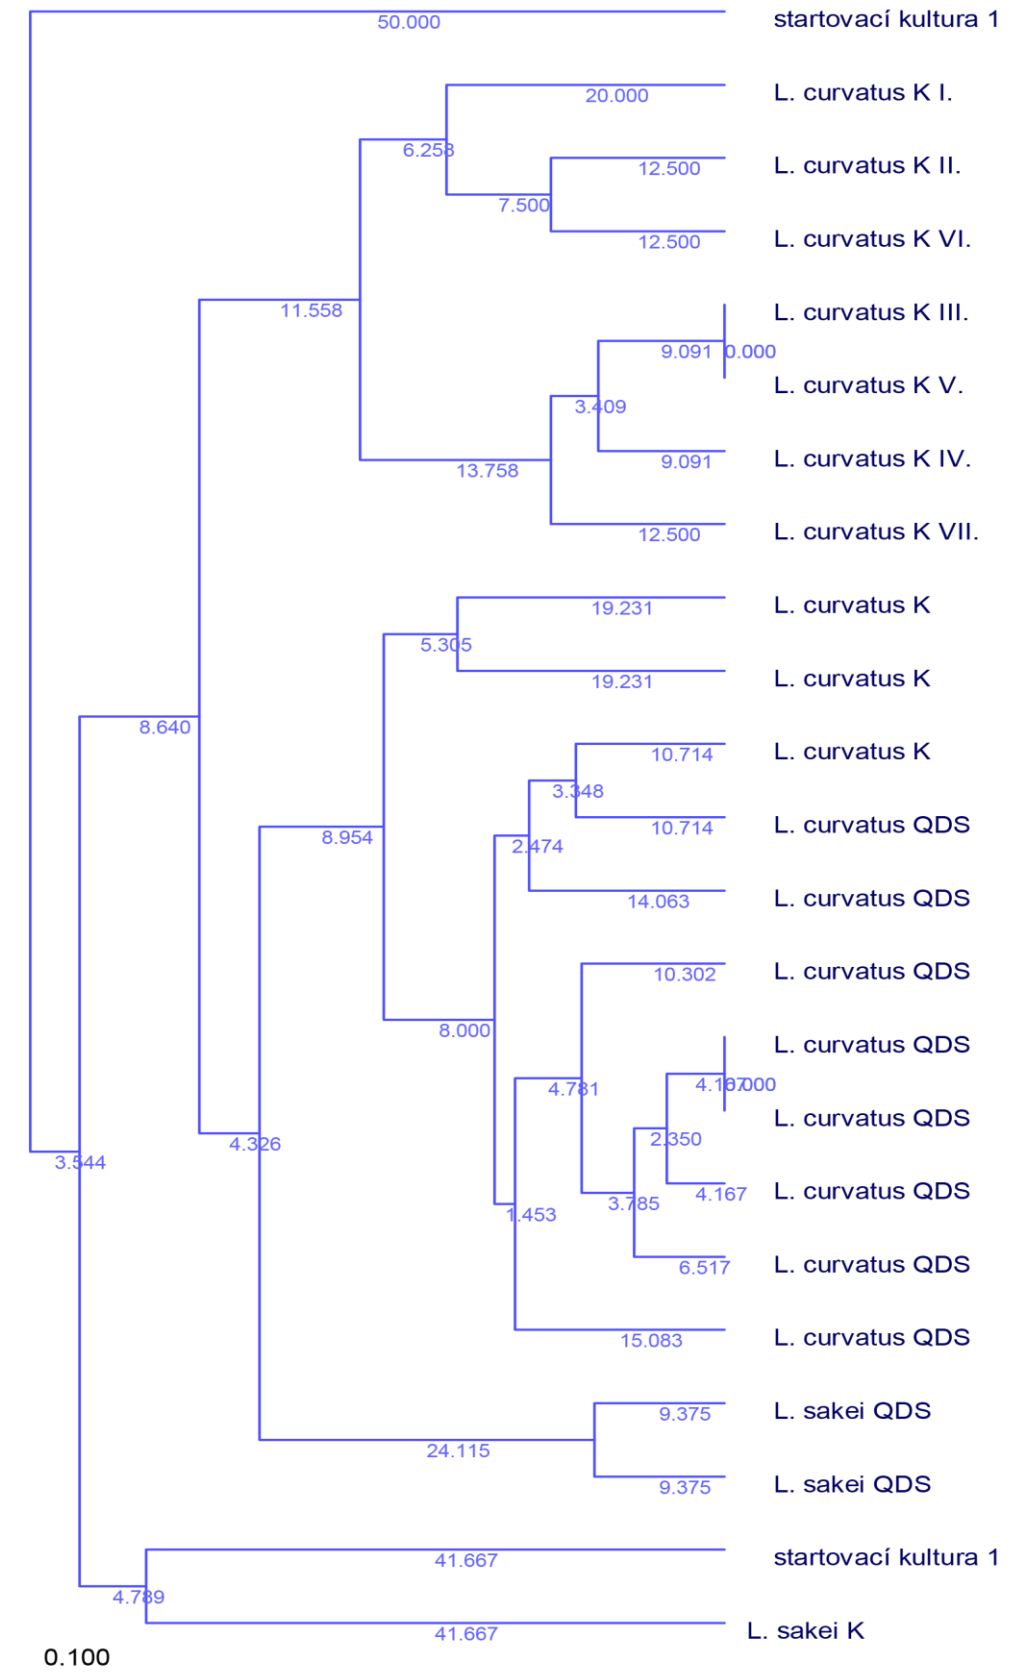 50.000 startovací kultura 1
20.000 L. curvatus K I.
6.258
12.500 L. curvatus K II.
7.500
12.500 L. curvatus K VI.
11.558 L. curvatus K III.
9.091 0.000
L. curvatus K V.
3.409
13.758 9.091 L. curvatus K IV.
12.500 L. curvatus K VII.
19.231 L. curvatus K
5.305
19.231 L. curvatus K
8.640
10.714 L. curvatus K
3.348
10.714 L. curvatus QDS
8.954 2.474
14.063 L. curvatus QDS
10.302 L. curvatus QDS
8.000 L. curvatus QDS
4.781 4.167 0.000
L. curvatus QDS
4.326 2.350
3.544
3.785 4.167 L. curvatus QDS
1.453
6.517 L. curvatus QDS
15.083 L. curvatus QDS
9.375 L. sakei QDS
24.115
9.375 L. sakei QDS
41.667 startovací kultura 1
4.789
41.667 L. sakei K
0.100